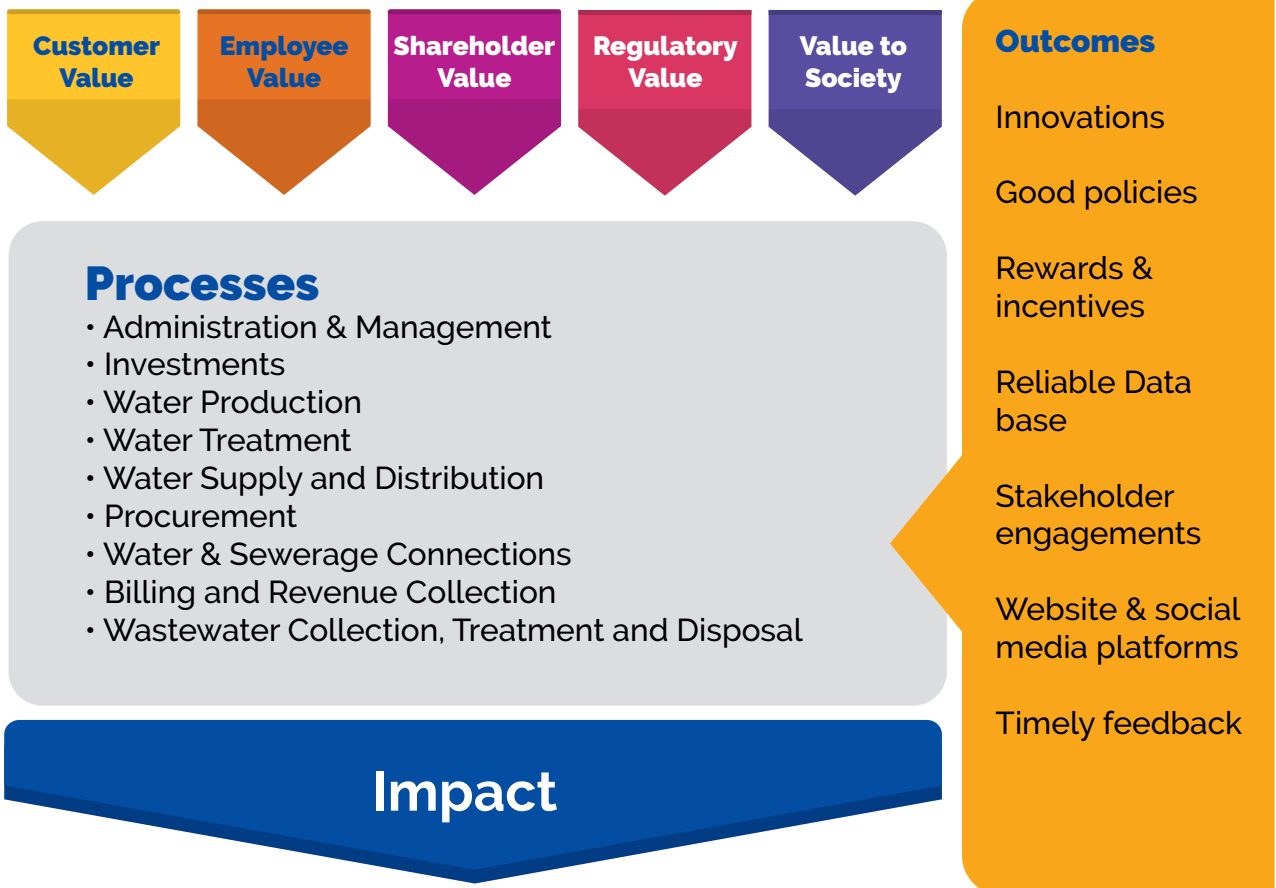 Customer
Value
Employee
Value
Shareholder
Value
Regulatory
Value
Value to
Society
Processes
• Administration & Management
• Investments
• Water Production
• Water Treatment
• Water Supply and Distribution
• Procurement
• Water & Sewerage Connections
• Billing and Revenue Collection
• Wastewater Collection, Treatment and Disposal
Impact
Outcomes
Innovations
Good policies
Rewards &
incentives
Reliable Data
base
Stakeholder
engagements
Website & social
media platforms
Timely feedback